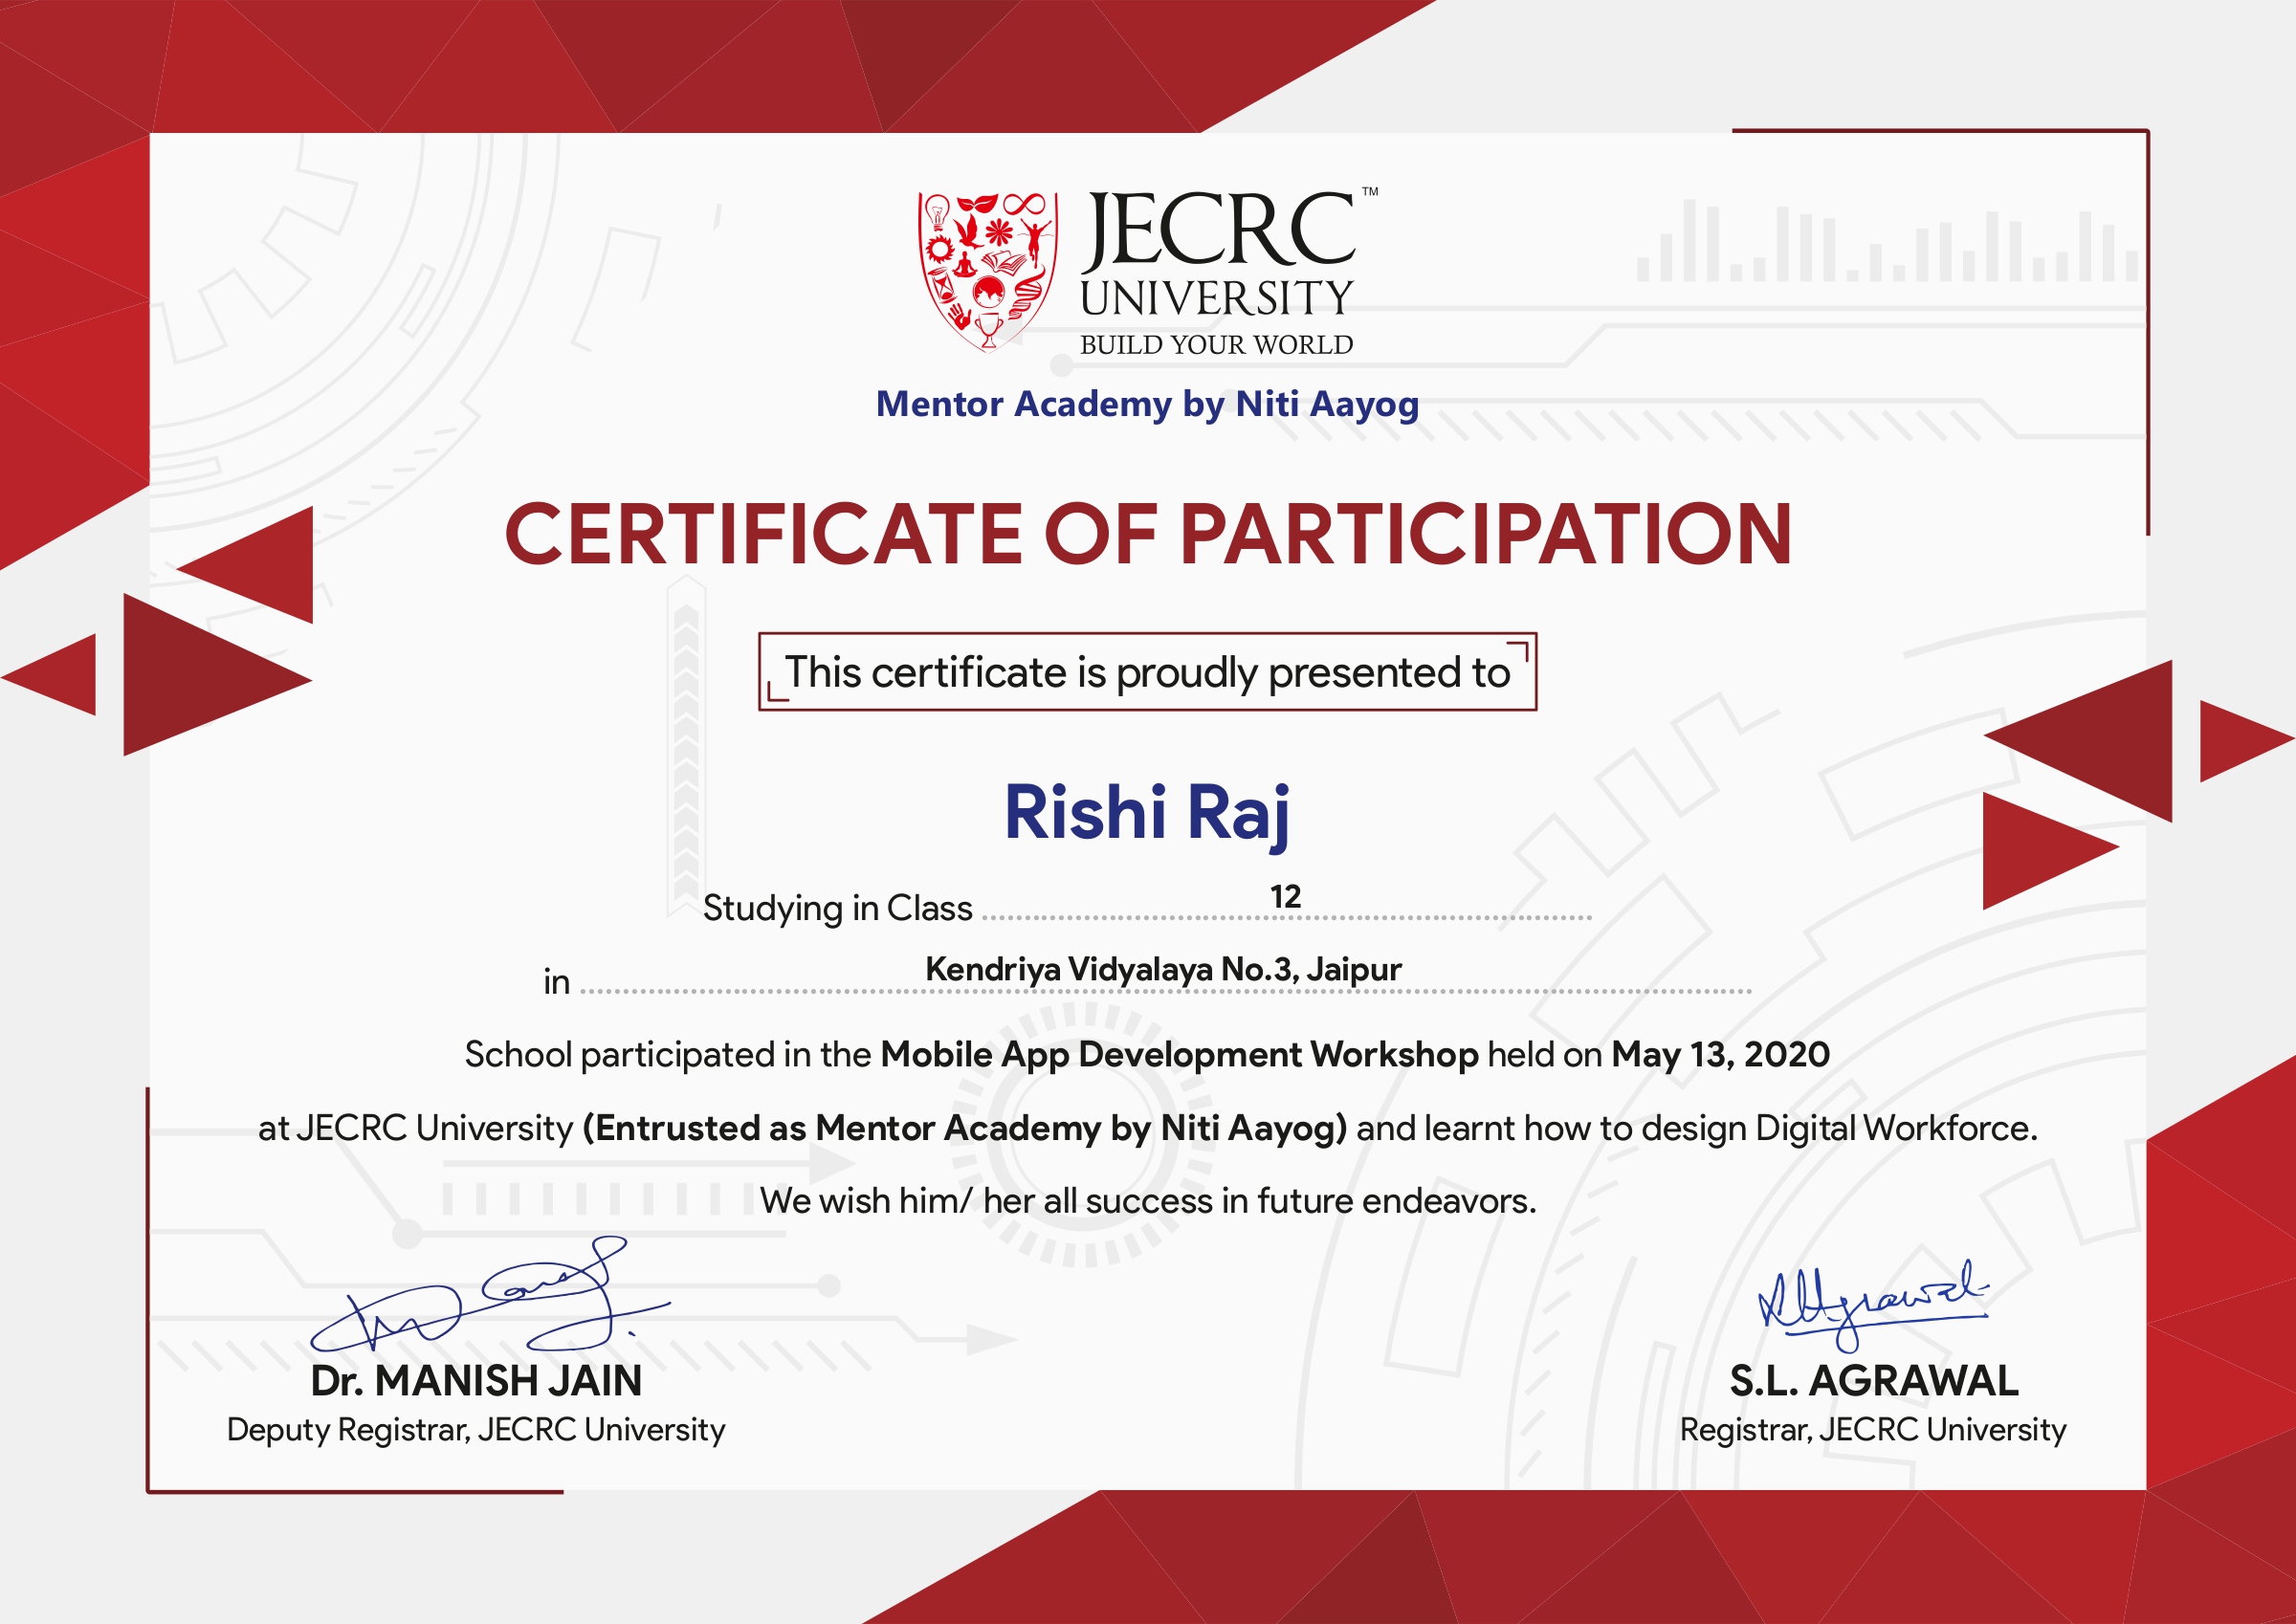 JECRC™
UNIVERSITY
BUILD YOUR WORLD
Mentor Academy by Niti Aayog
CERTIFICATE OF PARTICIPATION
This certificate is proudly presented to
Rishi Raj
Studying in Class 12
in Kendriya Vidyalaya No.3, Jaipur
School participated in the Mobile App Development Workshop held on May 13, 2020
at JECRC University (Entrusted as Mentor Academy by Niti Aayog) and learnt how to design Digital Workforce.
We wish him/ her all success in future endeavors.
Dr. MANISH JAIN
Deputy Registrar, JECRC University
S.L. AGRAWAL
Registrar, JECRC University